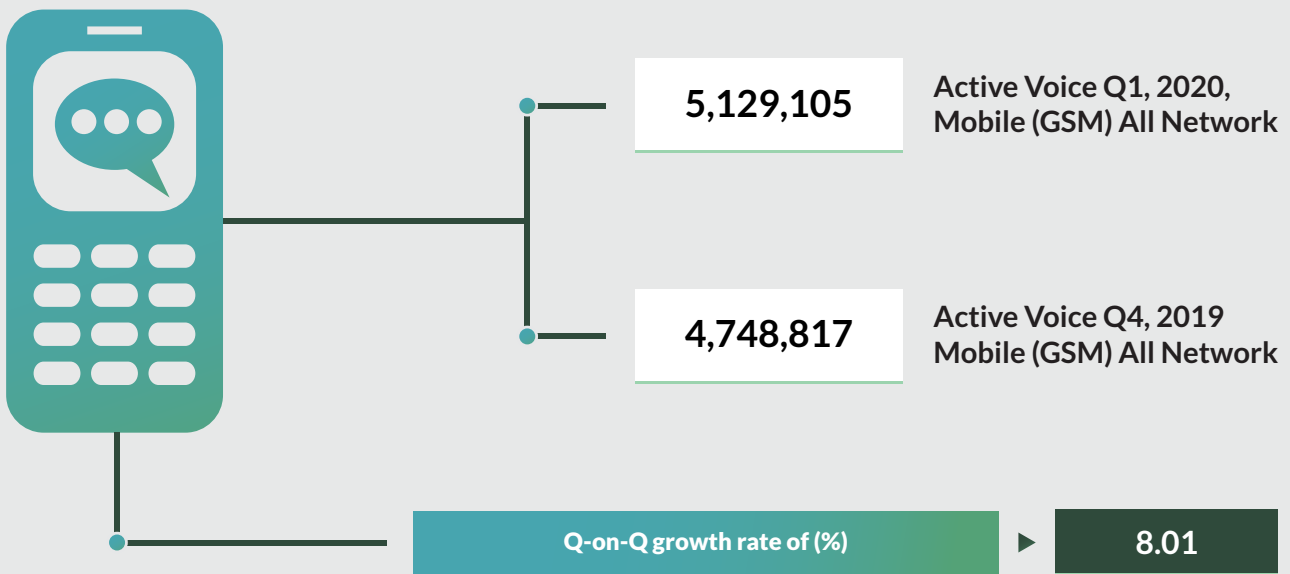 5,129,105
Active Voice Q1, 2020,
Mobile (GSM) All Network
4,748,817
Active Voice Q4, 2019
Mobile (GSM) All Network
Q-on-Q growth rate of (%)
8.01